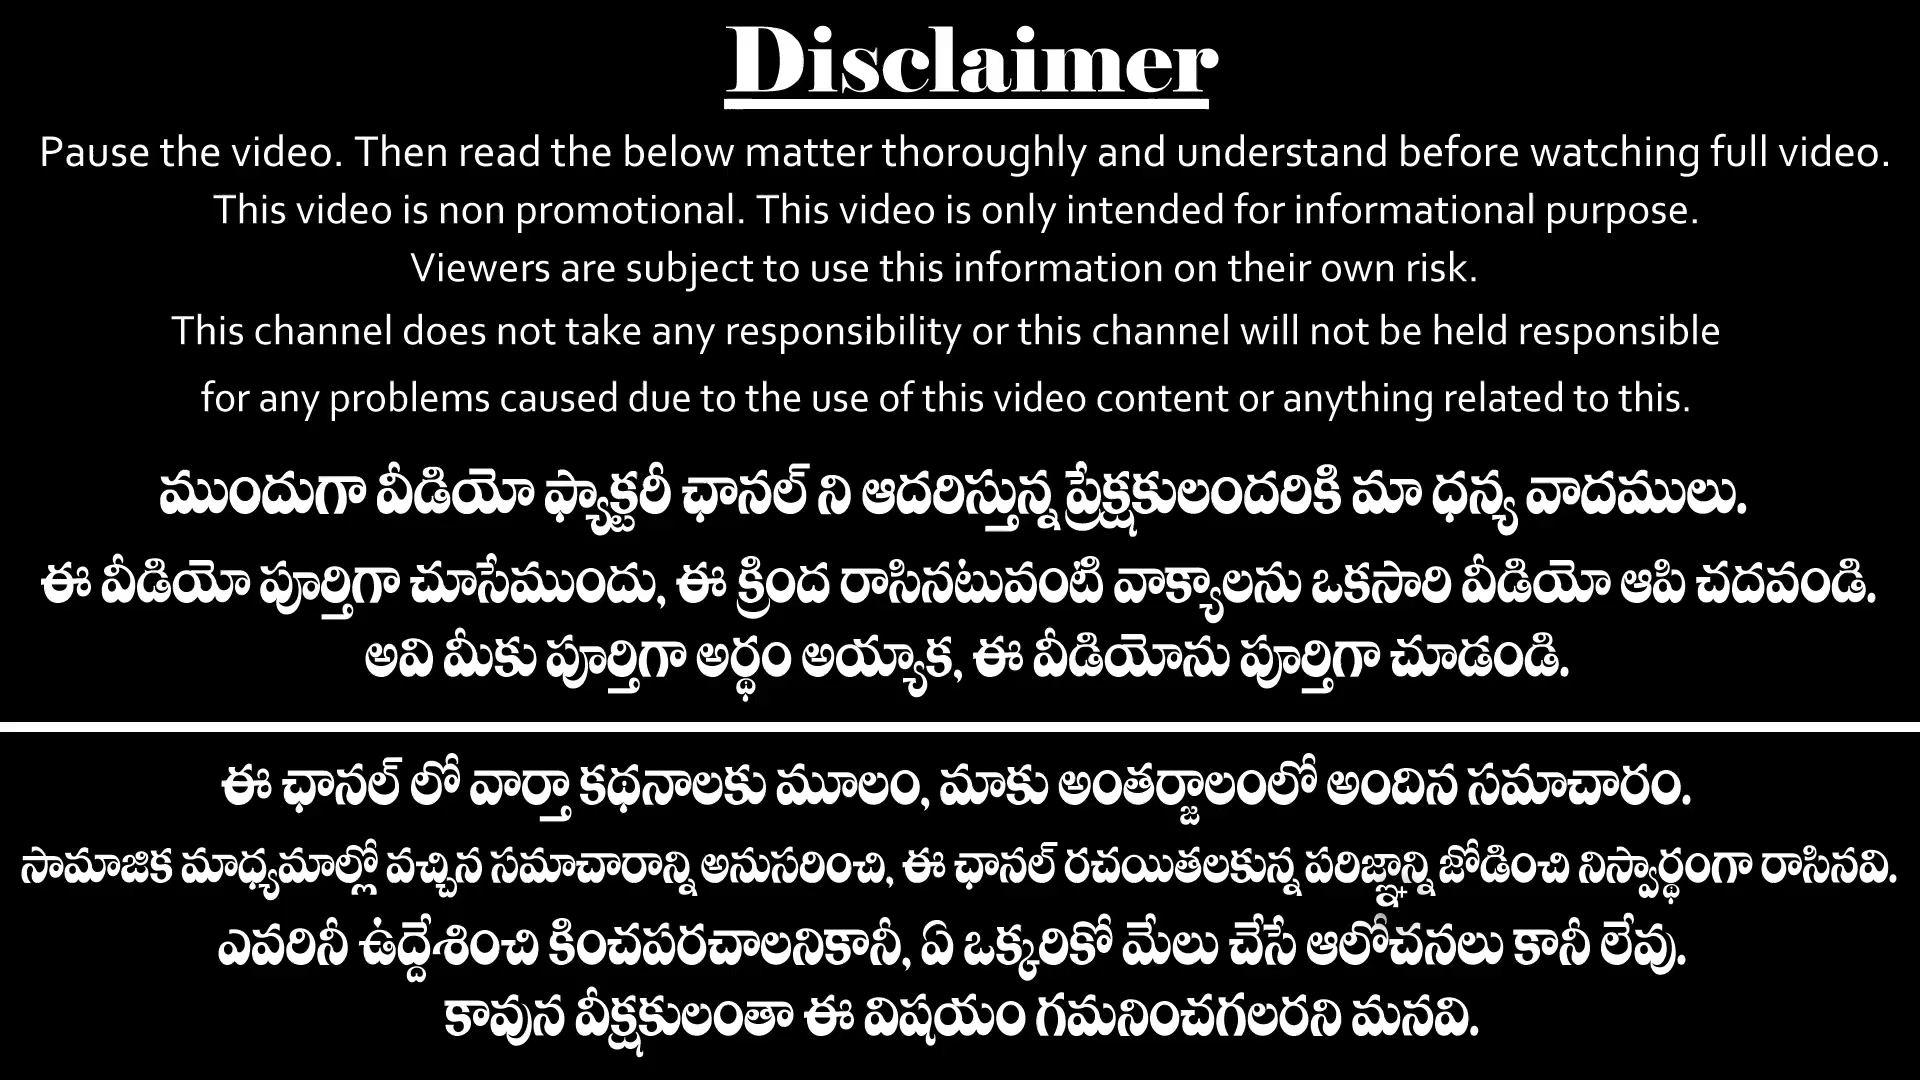 Disclaimer
Pause the video. Then read the below matter thoroughly and understand before watching full video.
This video is non promotional. This video is only intended for informational purpose.
Viewers are subject to use this information on their own risk.
This channel does not take any responsibility or this channel will not be held responsible
for any problems caused due to the use of this video content or anything related to this.
ముందుగా వీడియో ఫ్యాక్టరీ ఛానల్ ని ఆదరిస్తున్న ప్రేక్షకులందరికి మా ధన్య వాదములు.
ఈ వీడియో పూర్తిగా చూసేముందు, ఈ క్రింద రాసినటువంటి వాక్యాలను ఒకసారి వీడియో ఆపి చదవండి.
అవి మీకు పూర్తిగా అర్థం అయ్యాక, ఈ వీడియోను పూర్తిగా చూడండి.
ఈ ఛానల్ లో వార్తా కథనాలకు మూలం, మాకు అంతర్జాలంలో అందిన సమాచారం.
సామాజిక మాధ్యమాల్లో వచ్చిన సమాచారాన్ని అనుసరించి, ఈ ఛానల్ రచయితలకున్న పరిజ్ఞాన్ని జోడించి నిస్వార్థంగా రాసినవి.
ఎవరినీ ఉద్దేశించి కించపరచాలనికానీ, ఏ ఒక్కరికో మేలు చేసే ఆలోచనలు కానీ లేవు.
కావున వీక్షకులంతా ఈ విషయం గమనించగలరని మనవి.